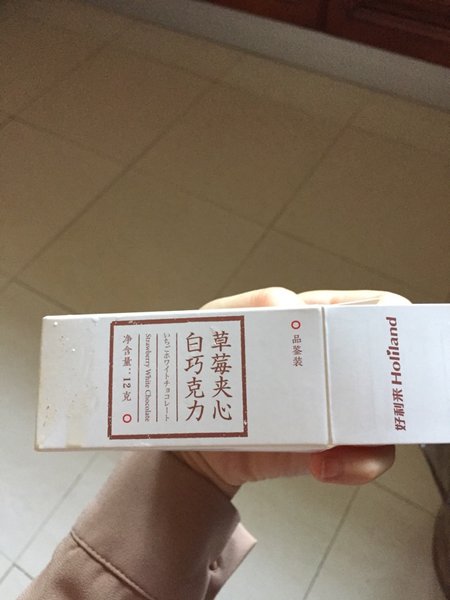 好利来 Holiland
品鉴装
草莓夹心
白巧克力
いちごホワイトチョコレート
Strawberry White Chocolate
净含量：12克